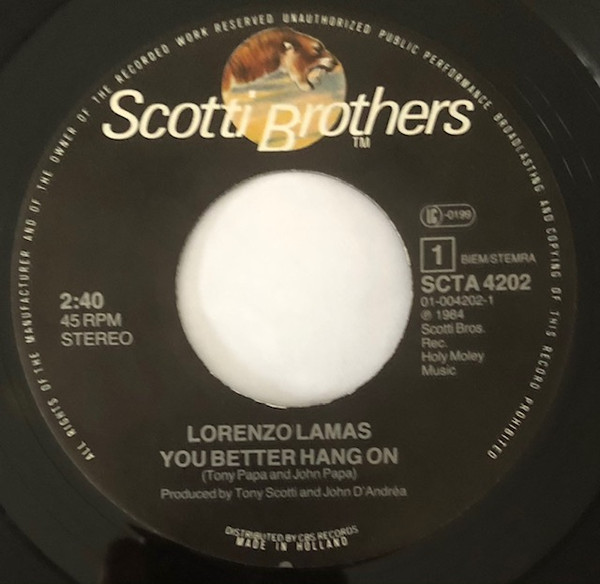 ALL RIGHTS OF THE MANUFACTURER AND OF THE OWNER OF THE RECORDED WORK RESERVED UNAUTHORIZED PUBLIC PERFORMANCE BROADLASTING AND COPYING OF THIS RECORD PROHIBITED
Scotti Brothers
TM
LC-0199
1 BIEM/STEMRA
SCTA 4202
01-004202-1
℗ 1984
Scotti Bros.
Rec.
Holy Moley
Music
2:40
45 RPM
STEREO
LORENZO LAMAS
YOU BETTER HANG ON
(Tony Papa and John Papa)
Produced by Tony Scotti and John D'Andréa
DISTRIBUTED BY CBS RECORDS
MADE IN HOLLAND